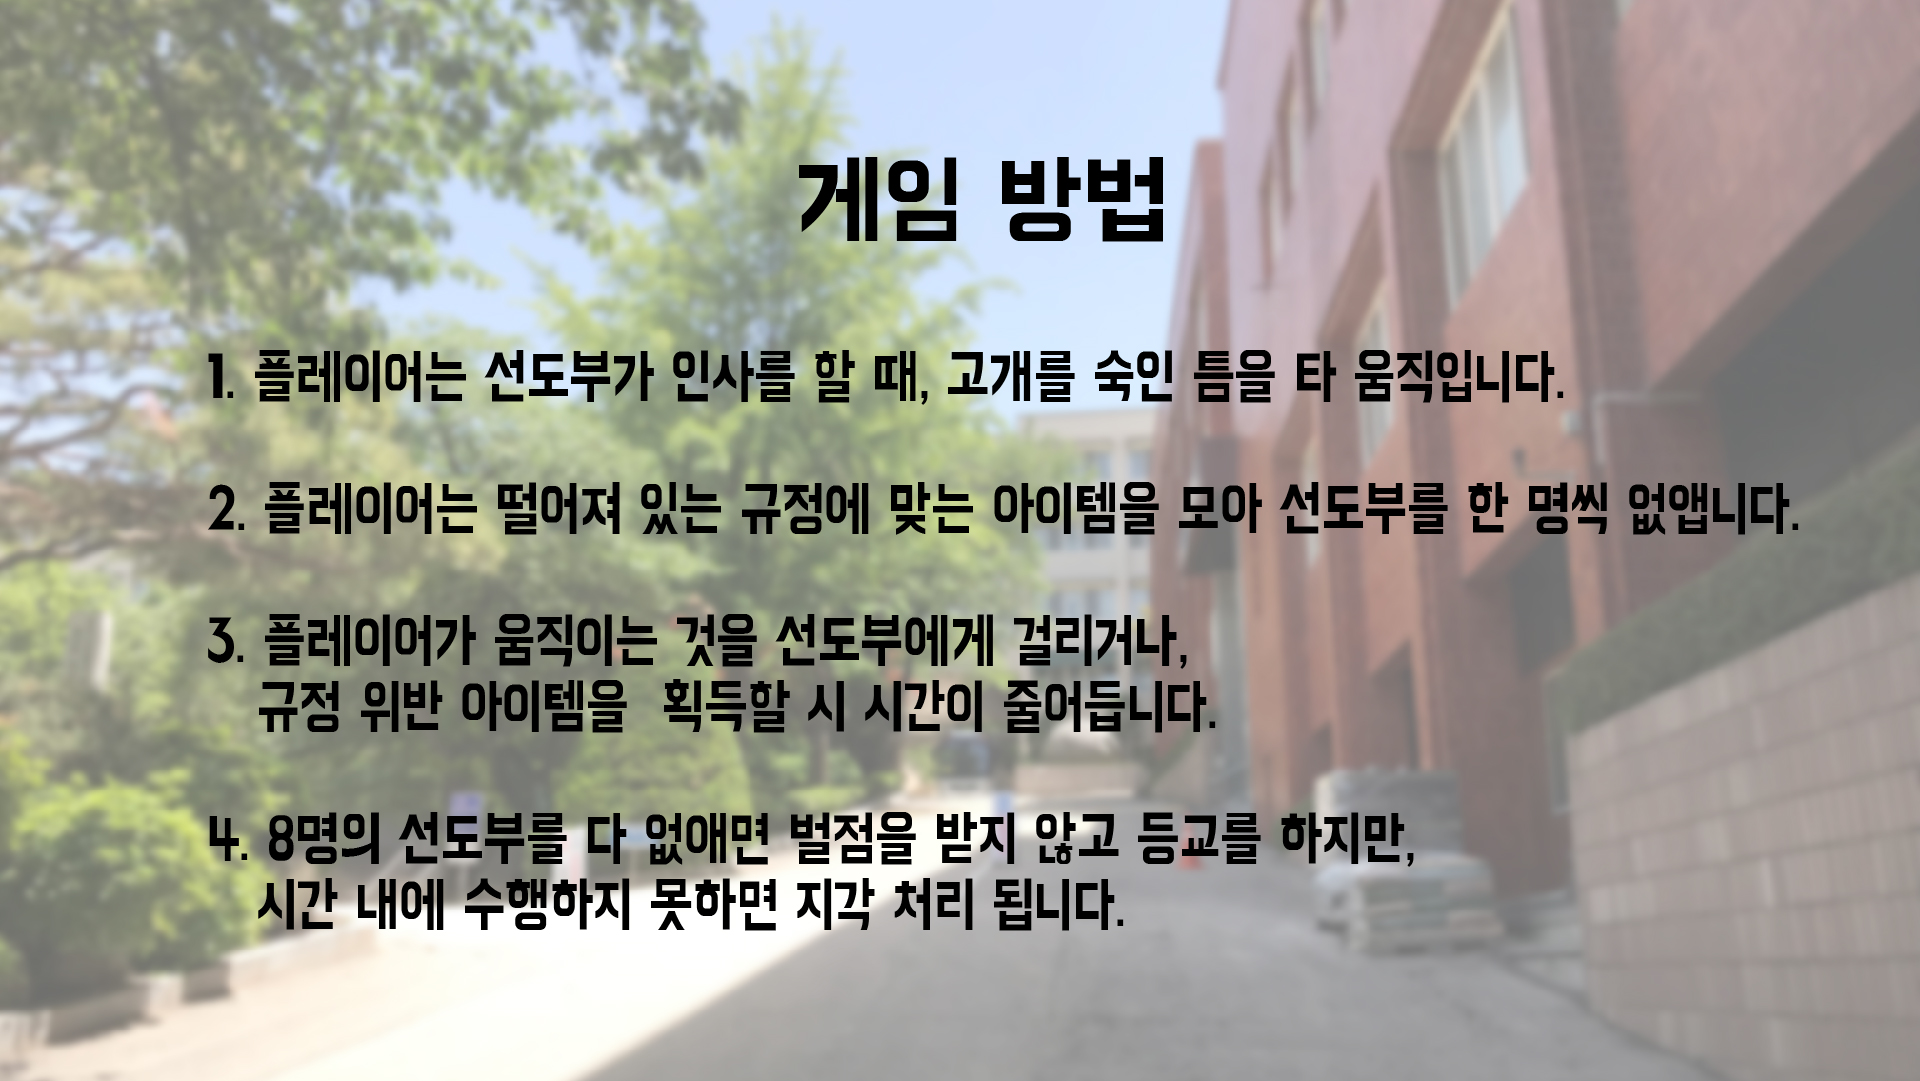 게임 방법
1. 플레이어는 선도부가 인사를 할 때, 고개를 숙인 틈을 타 움직입니다.
2. 플레이어는 떨어져 있는 규정에 맞는 아이템을 모아 선도부를 한 명씩 없앱니다.
3. 플레이어가 움직이는 것을 선도부에게 걸리거나,
규정 위반 아이템을 획득할 시 시간이 줄어듭니다.
4. 8명의 선도부를 다 없애면 벌점을 받지 않고 등교를 하지만,
시간 내에 수행하지 못하면 지각 처리 됩니다.